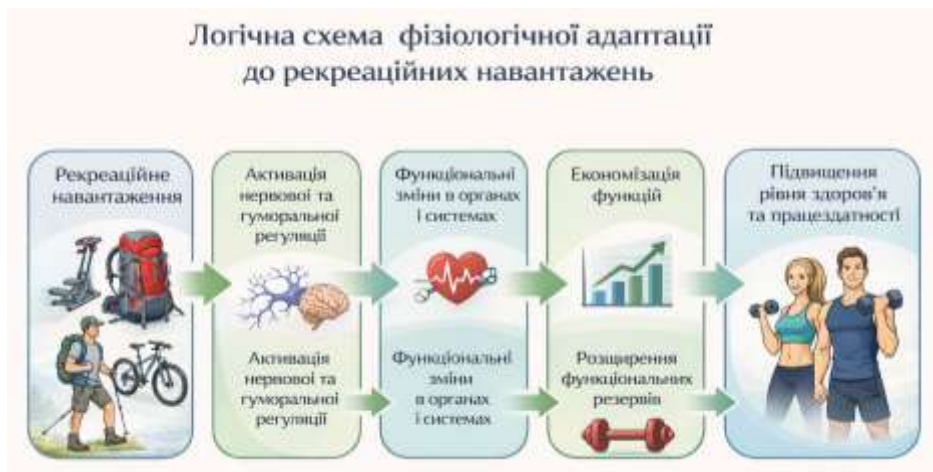 Логічна схема фізіологічної адаптації
до рекреаційних навантажень
Рекреаційне
навантаження
Активація
нервової та
гуморальної
регуляції
Активація
нервової та
гуморальної
регуляції
Функціональні
зміни в органах
і системах
Функціональні
зміни
в органах
і системах
Економізація
функцій
Розширення
функціональних
резервів
Підвищення
рівня здоров'я
та працездатності